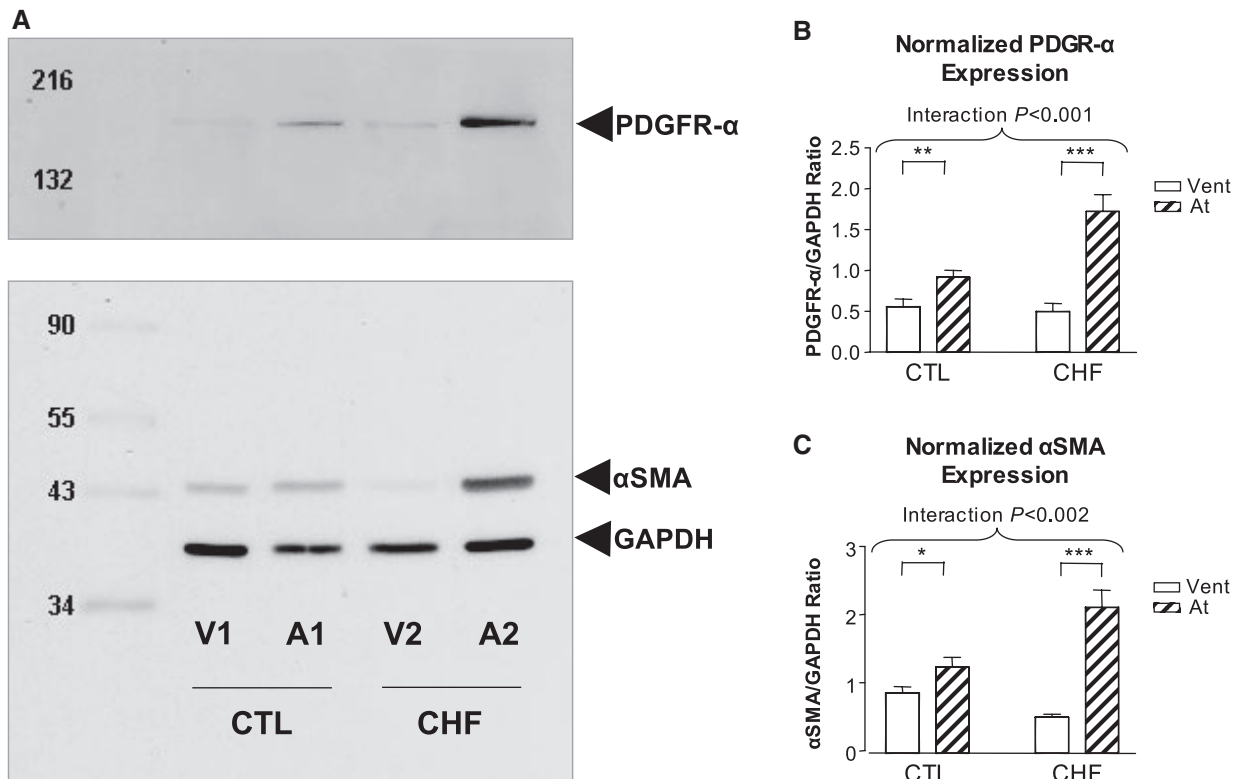 A
216
PDGFR-α
132
90
55
αSMA
43
GAPDH
34
V1 A1 V2 A2
CTL CHF
B
Normalized PDGR-α
Expression
Interaction P<0.001
** ***
PDGFR-α/GAPDH Ratio
2.5
2.0
1.5
1.0
0.5
0.0
Vent
At
CTL CHF
C
Normalized αSMA
Expression
Interaction P<0.002
* ***
αSMA/GAPDH Ratio
3
2
1
0
Vent
At
CTL CHF